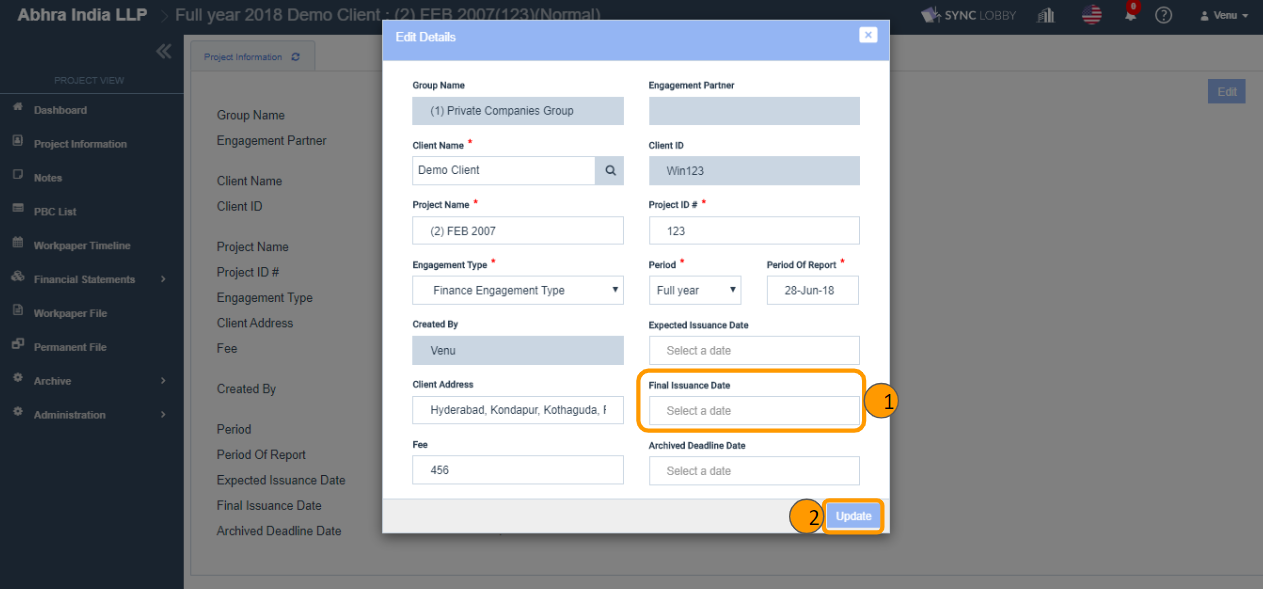 Abhra India LLP > Full year 2018 Demo Client : (2) FEB 2007(123)(Normal)
SYNC LOBBY
0
Venu
PROJECT VIEW
Dashboard
Project Information
Notes
PBC List
Workpaper Timeline
Financial Statements >
Workpaper File
Permanent File
Archive >
Administration >
Project Information
Edit
Group Name
Engagement Partner
Client Name
Client ID
Project Name
Project ID #
Engagement Type
Client Address
Fee
Created By
Period
Period Of Report
Expected Issuance Date
Final Issuance Date
Archived Deadline Date
Edit Details
×
Group Name
(1) Private Companies Group
Engagement Partner
Client Name *
Demo Client
Client ID
Win123
Project Name *
(2) FEB 2007
Project ID # *
123
Engagement Type *
Finance Engagement Type
Period *
Full year
Period Of Report *
28-Jun-18
Created By
Venu
Expected Issuance Date
Select a date
Client Address
Hyderabad, Kondapur, Kothaguda,
Final Issuance Date
Select a date
1
Fee
456
Archived Deadline Date
Select a date
2
Update